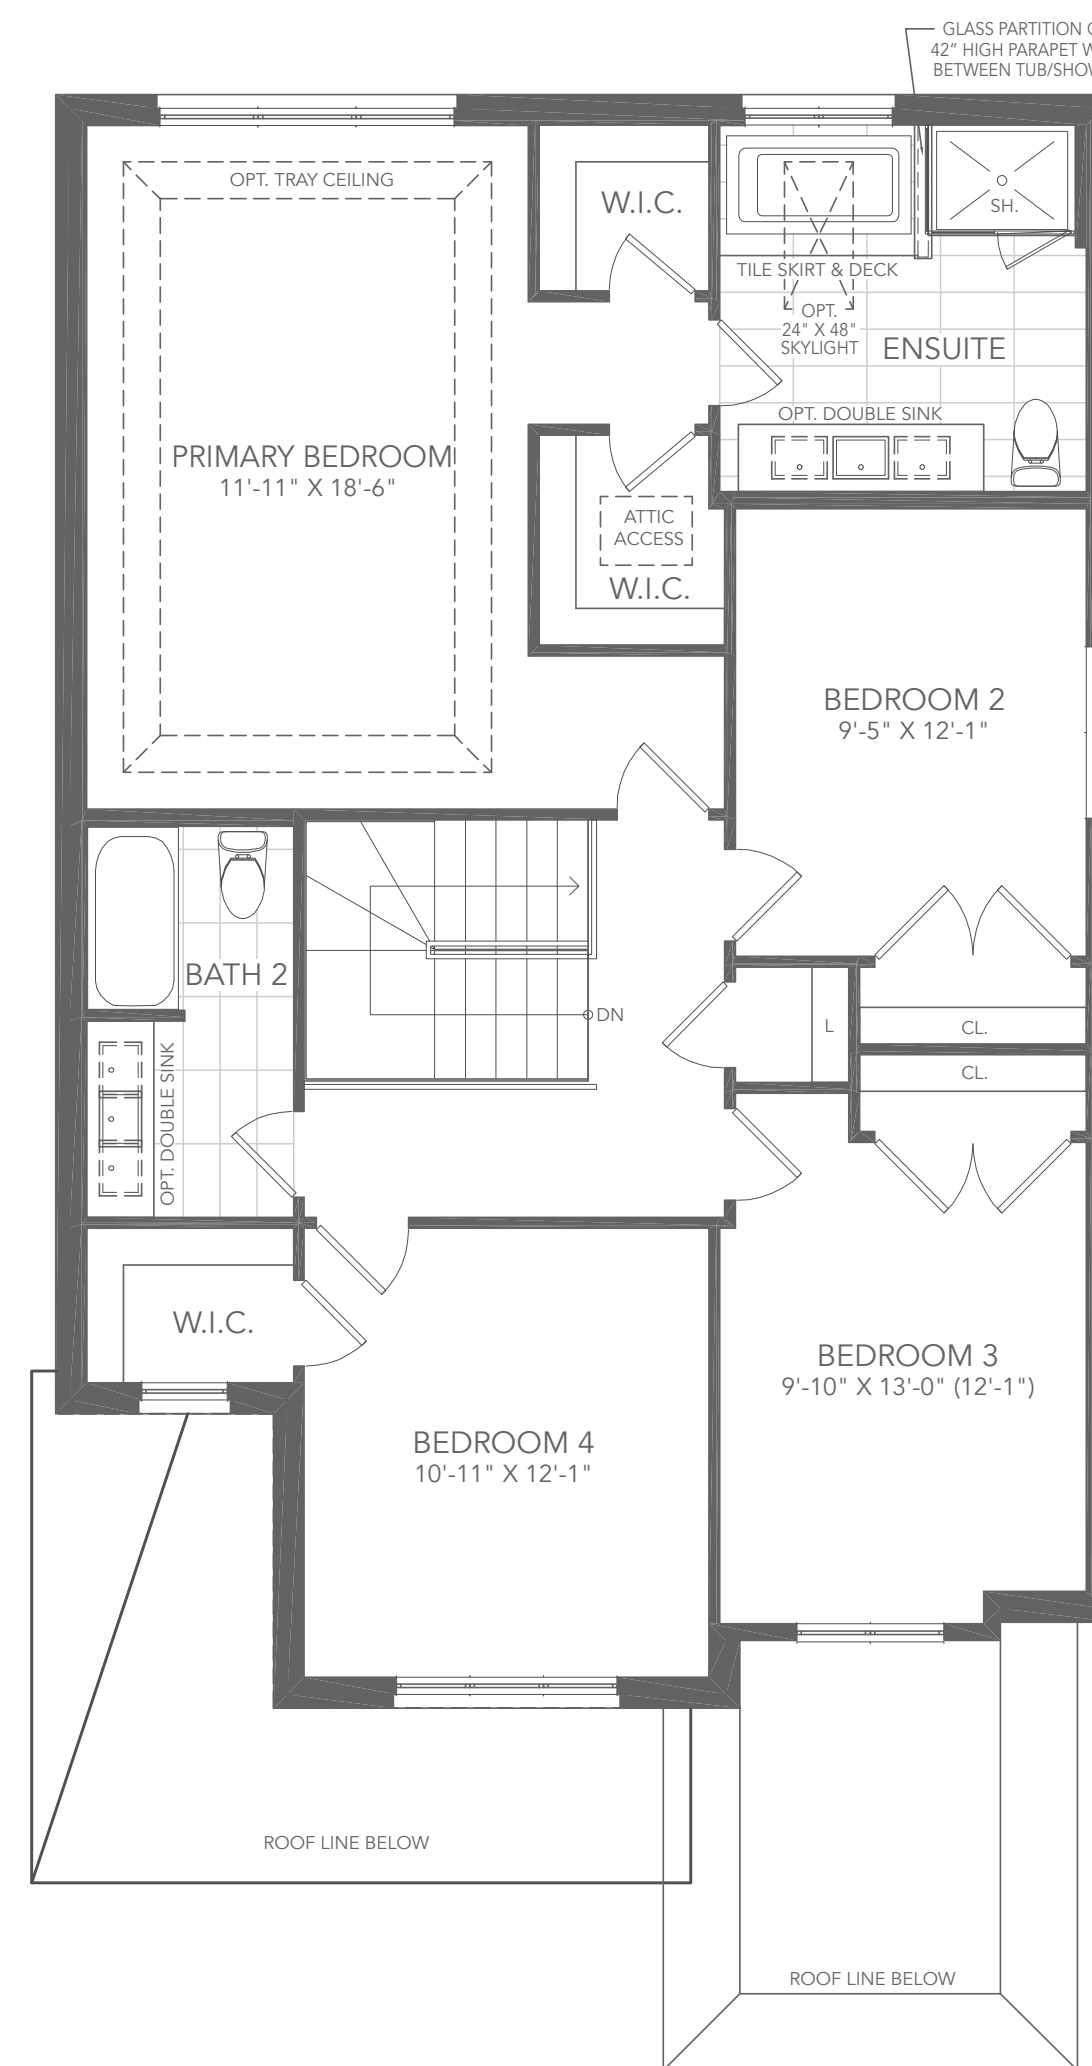 GLASS PARTITION
42" HIGH PARAPET
BETWEEN
OPT. TRAY CEILING
W.I.C.
SH.
TILE SKIRT & DECK
OPT.
24" X 48"
SKYLIGHT
ENSUITE
OPT. DOUBLE SINK
PRIMARY BEDROOM
11'-11" X 18'-6"
ATTIC
ACCESS
W.I.C.
BEDROOM 2
9'-5" X 12'-1"
BATH 2
DN
L
CL.
CL.
OPT. DOUBLE SINK
W.I.C.
BEDROOM 3
9'-10" X 13'-0" (12'-1")
BEDROOM 4
10'-11" X 12'-1"
ROOF LINE BELOW
ROOF LINE BELOW